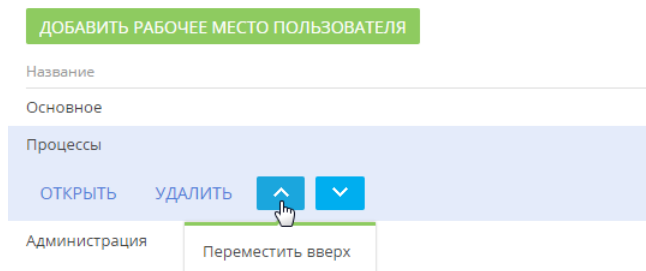 ДОБАВИТЬ РАБОЧЕЕ МЕСТО ПОЛЬЗОВАТЕЛЯ
Название
Основное
Процессы
ОТКРЫТЬ УДАЛИТЬ
Администрация
Переместить вверх